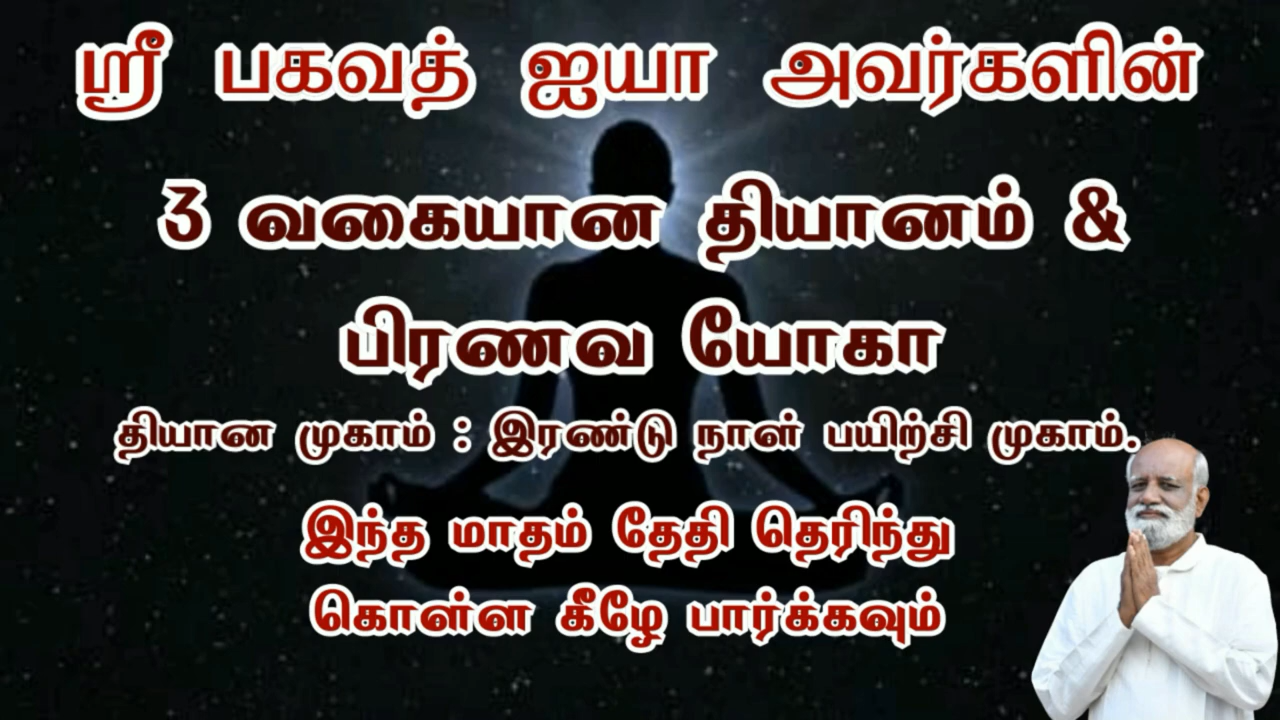 ஸ்ரீ பகவத் ஐயா அவர்களின்
3 வகையான தியானம் &
பிரணவ யோகா
தியான முகாம் : இரண்டு நாள் பயிற்சி முகாம்.
இந்த மாதம் தேதி தெரிந்து
கொள்ள கீழே பார்க்கவும்